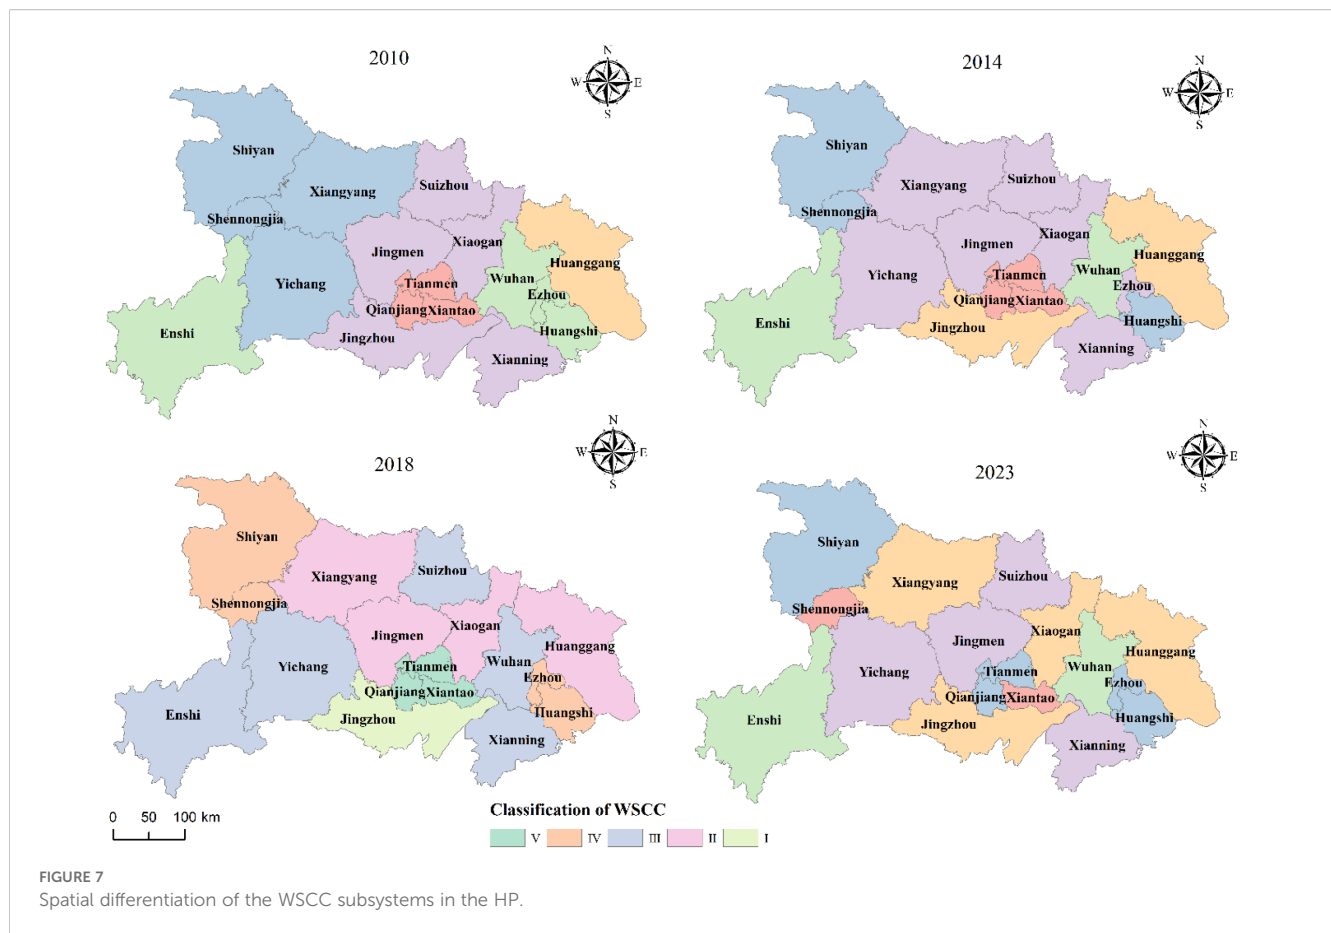 2010
N
W E
S
Shiyan
Xiangyang
Suizhou
Shennongjia
Jingmen
Xiaogan
Huanggang
Yichang
Tianmen
Wuhan
Ezhou
Qianjiang Xiantao
Enshi
Huangshi
Jingzhou
Xianning
2014
N
W E
S
Shiyan
Xiangyang
Suizhou
Shennongjia
Jingmen
Xiaogan
Huanggang
Yichang
Tianmen
Wuhan
Ezhou
Qianjiang Xiantao
Enshi
Huangshi
Jingzhou
Xianning
2018
N
W E
S
Shiyan
Xiangyang
Suizhou
Shennongjia
Jingmen
Xiaogan
Huanggang
Yichang
Tianmen
Wuhan
Ezhou
Qianjiang Xiantao
Enshi
Huangshi
Jingzhou
Xianning
2023
N
W E
S
Shiyan
Xiangyang
Suizhou
Shennongjia
Jingmen
Xiaogan
Huanggang
Yichang
Tianmen
Wuhan
Ezhou
Qianjiang Xiantao
Enshi
Huangshi
Jingzhou
Xianning
0 50 100 km
Classification of WSCC
V IV III II I
FIGURE 7
Spatial differentiation of the WSCC subsystems in the HP.